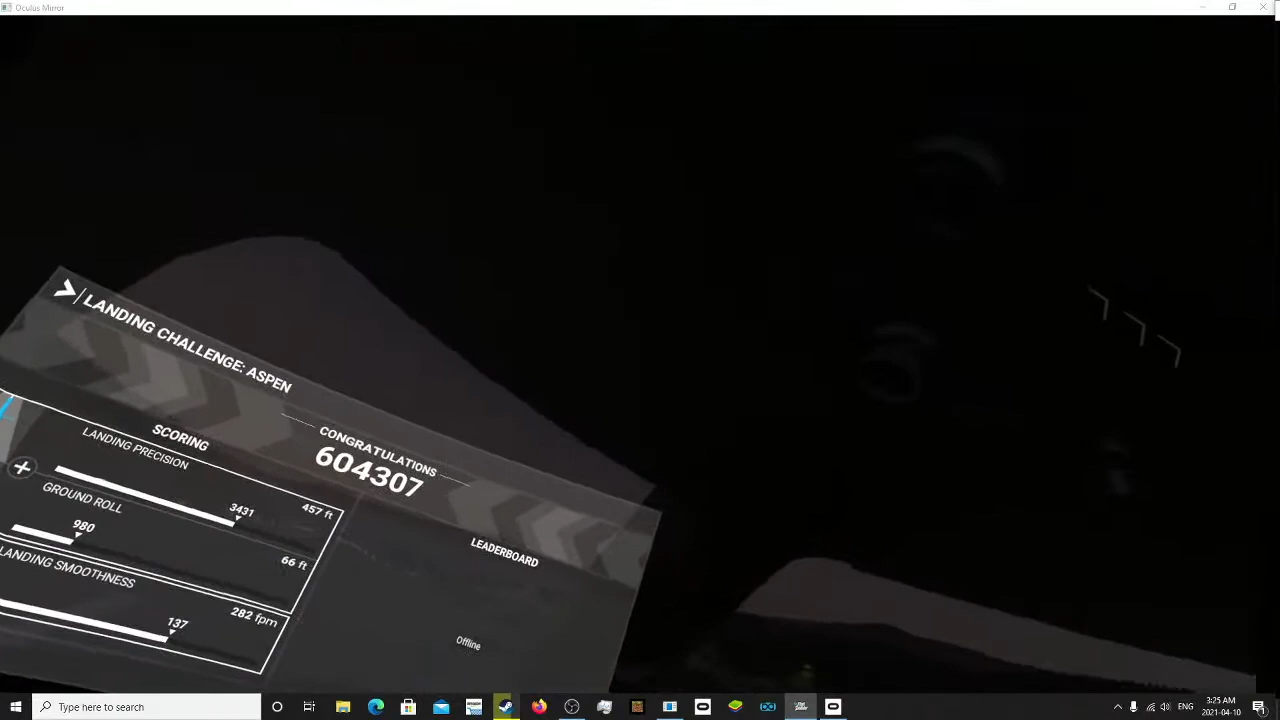 Oculus Mirror
LANDING CHALLENGE: ASPEN
CONGRATULATIONS
604307
SCORING
LANDING PRECISION
3431
457 ft
GROUND ROLL
980
66 ft
LANDING SMOOTHNESS
137
282 fpm
LEADERBOARD
Offline
Type here to search
ENG
3:25 AM
2021-04-10